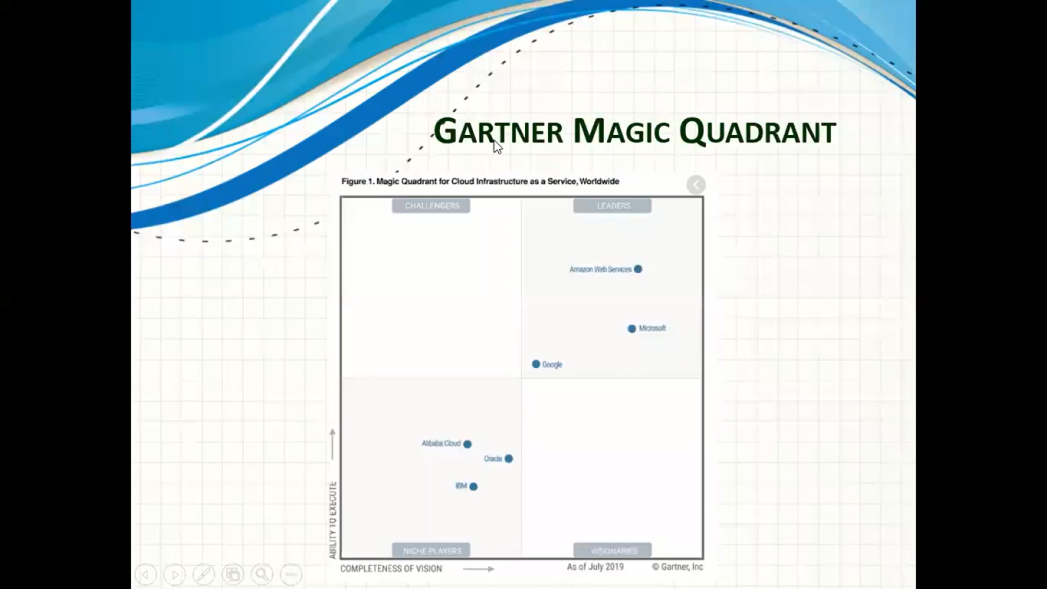 GARTNER MAGIC QUADRANT
Figure 1. Magic Quadrant for Cloud Infrastructure as a Service, Worldwide
CHALLENGERS
LEADERS
Amazon Web Services
Microsoft
Google
Alibaba Cloud
Oracle
IBM
NICHE PLAYERS
VISIONARIES
ABILITY TO EXECUTE
COMPLETENESS OF VISION
As of July 2019
© Gartner, Inc